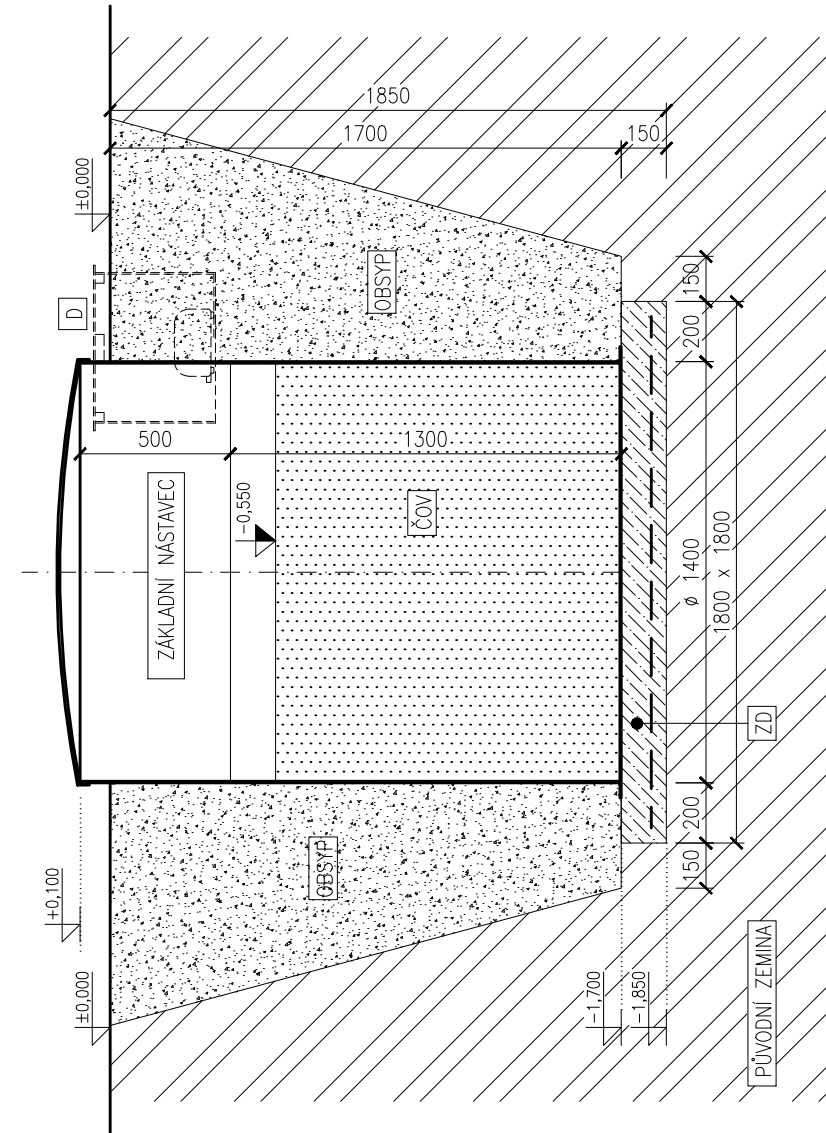 1850
1700
150
±0,000
D
OBSYP
150
200
500
1300
ZÁKLADNÍ NÁSTAVEC
-0,550
ČOV
ø 1400
1800 x 1800
ZD
OBSYP
200
150
+0,100
±0,000
-1,700
-1,850
PŮVODNÍ ZEMINA